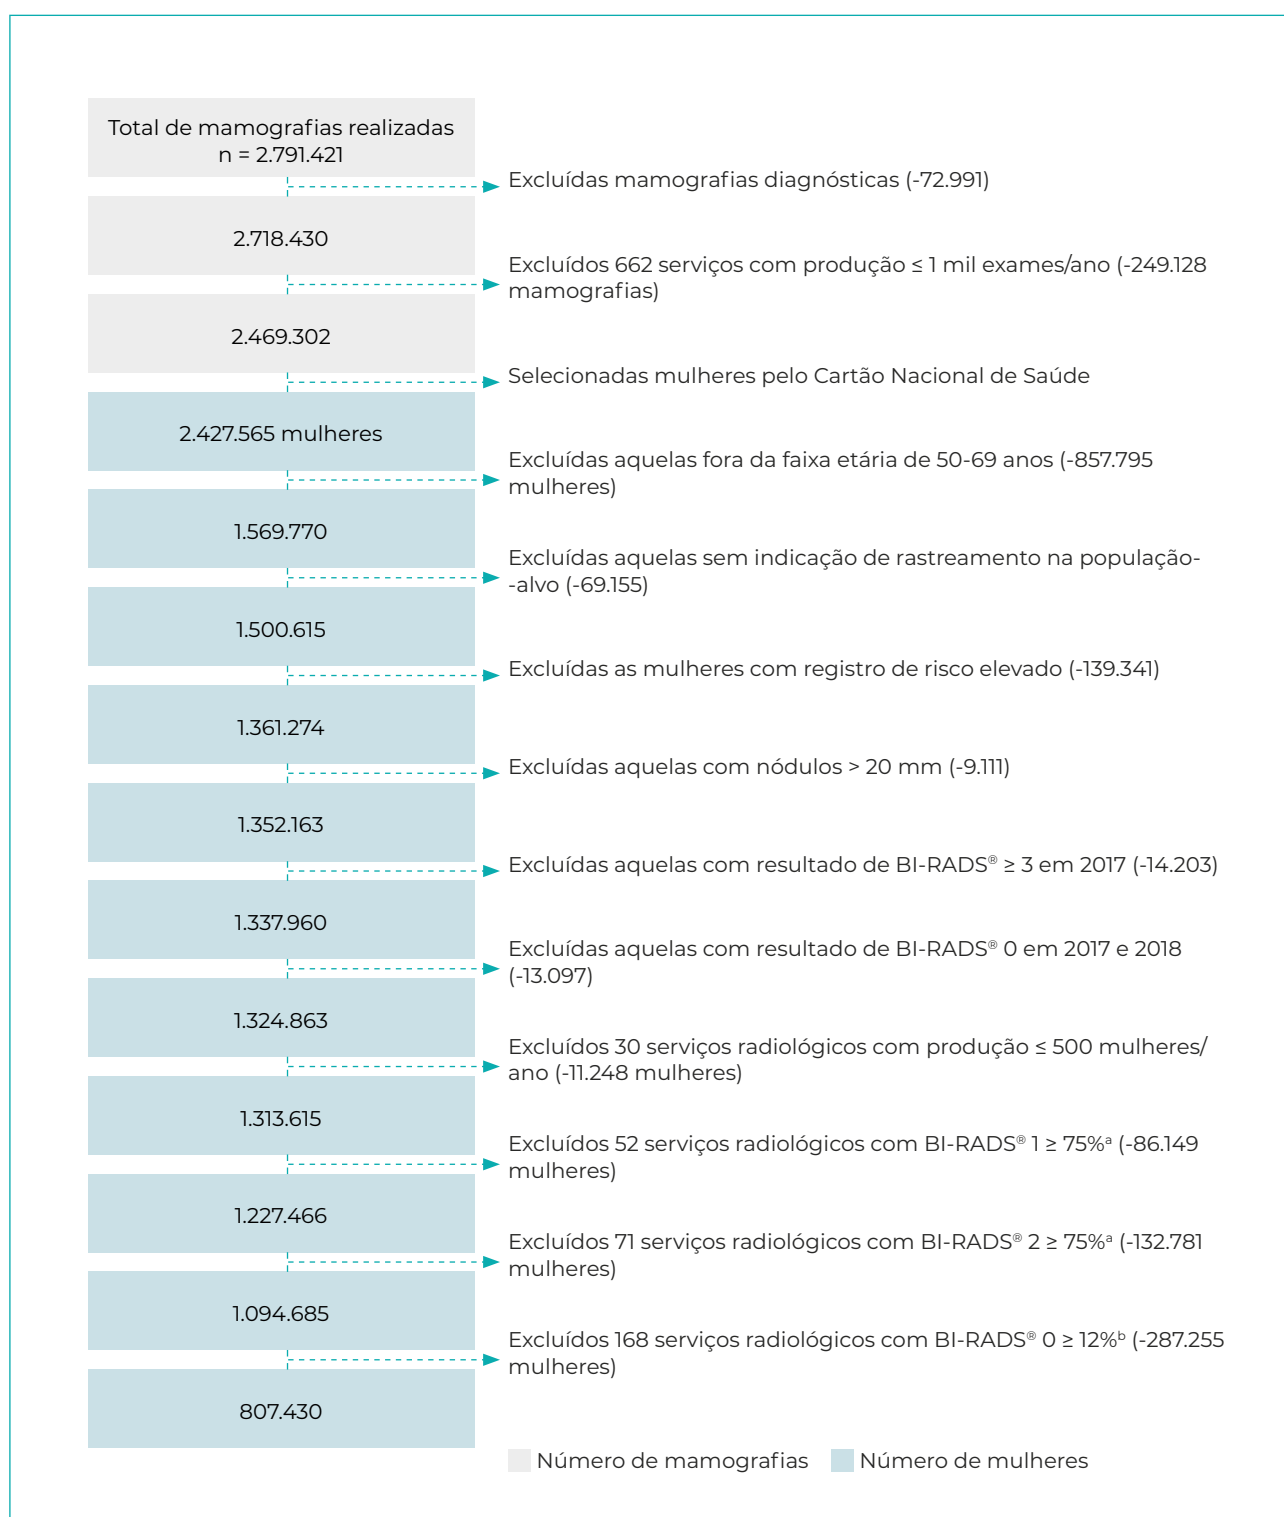 Total de mamografias realizadas
n = 2.791.421
Excluídas mamografias diagnósticas (-72.991)
2.718.430
Excluídos 662 serviços com produção ≤ 1 mil exames/ano (-249.128
mamografias)
2.469.302
Selecionadas mulheres pelo Cartão Nacional de Saúde
2.427.565 mulheres
Excluídas aquelas fora da faixa etária de 50-69 anos (-857.795
mulheres)
1.569.770
Excluídas aquelas sem indicação de rastreamento na população-
-alvo (-69.155)
1.500.615
Excluídas as mulheres com registro de risco elevado (-139.341)
1.361.274
Excluídas aquelas com nódulos > 20 mm (-9.111)
1.352.163
Excluídas aquelas com resultado de BI-RADS® ≥ 3 em 2017 (-14.203)
1.337.960
Excluídas aquelas com resultado de BI-RADS® 0 em 2017 e 2018
(-13.097)
1.324.863
Excluídos 30 serviços radiológicos com produção ≤ 500 mulheres/
ano (-11.248 mulheres)
1.313.615
Excluídos 52 serviços radiológicos com BI-RADS® 1 ≥ 75%ᵃ (-86.149
mulheres)
1.227.466
Excluídos 71 serviços radiológicos com BI-RADS® 2 ≥ 75%ᵃ (-132.781
mulheres)
1.094.685
Excluídos 168 serviços radiológicos com BI-RADS® 0 ≥ 12%ᵇ (-287.255
mulheres)
807.430
Número de mamografias
Número de mulheres